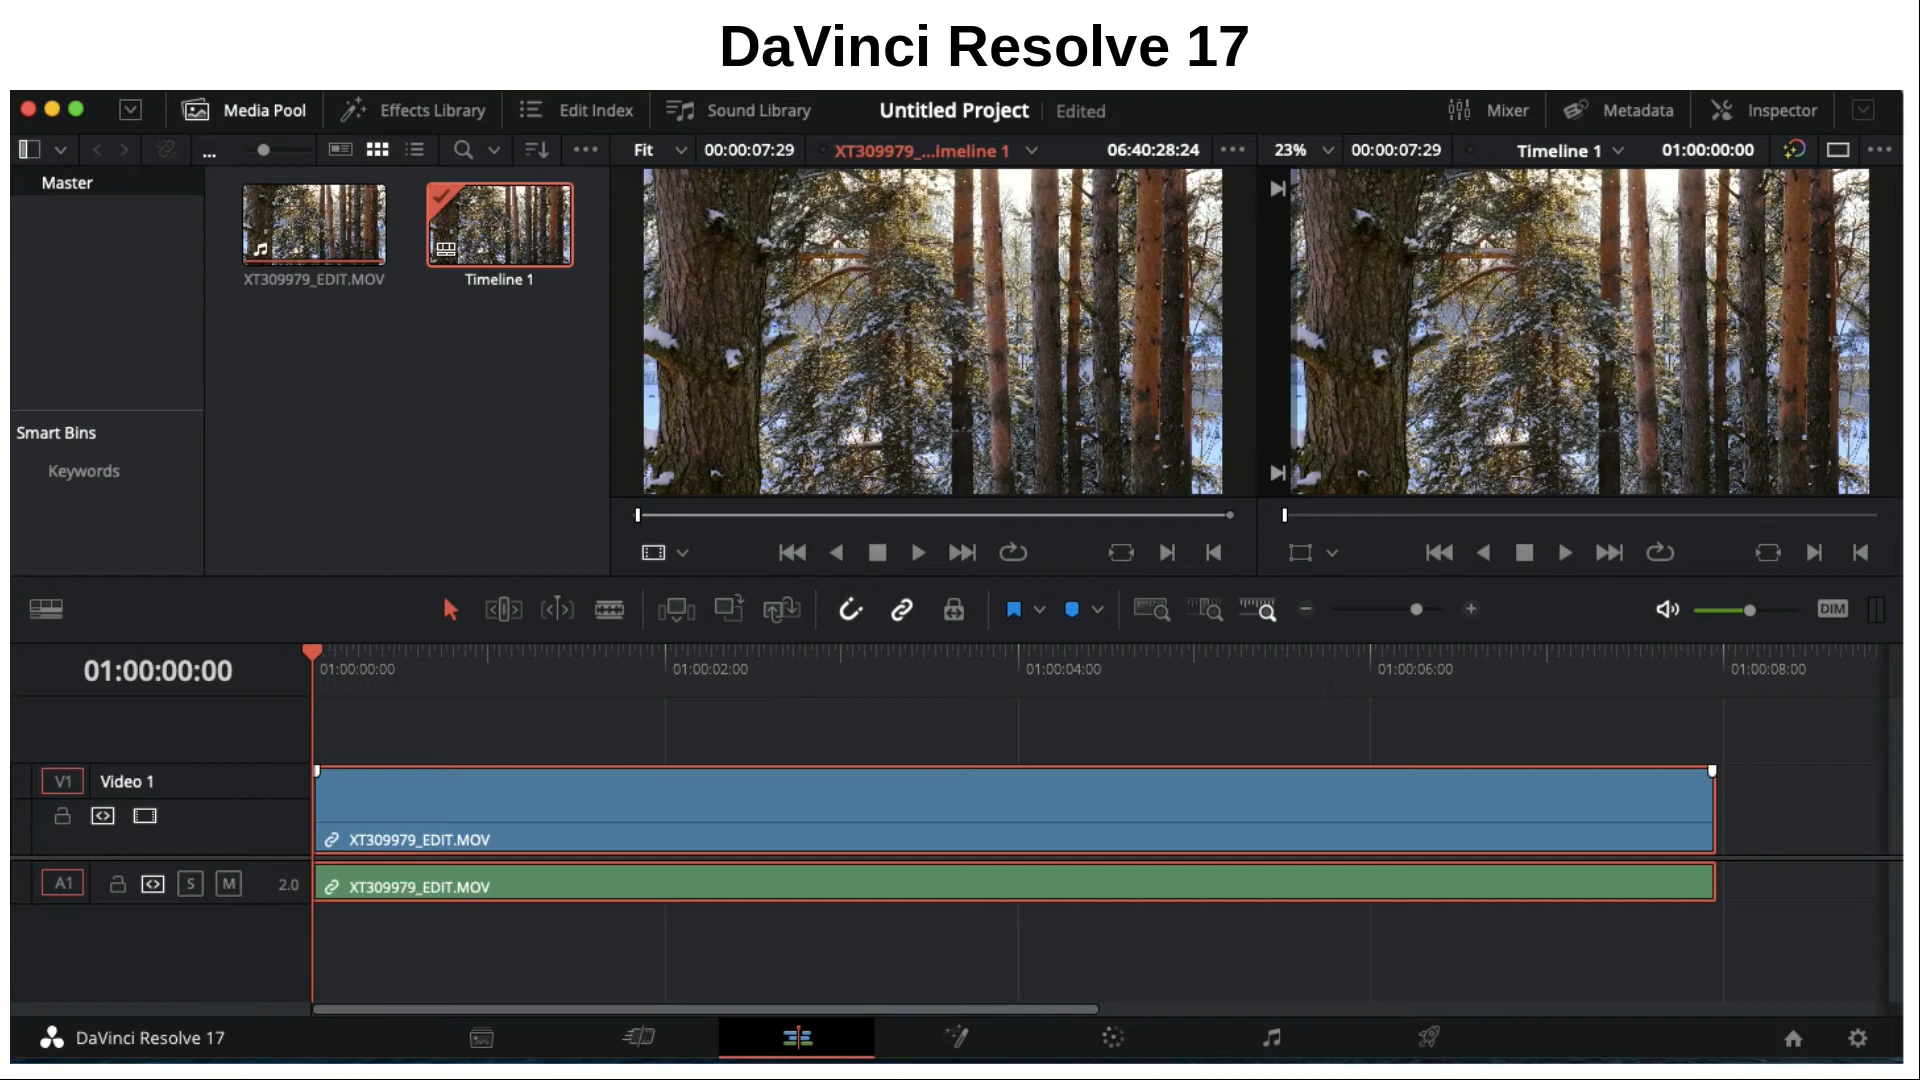 DaVinci Resolve 17
Media Pool Effects Library Edit Index Sound Library Untitled Project Edited Mixer Metadata Inspector
... Fit 00:00:07:29 XT309979_...imeline 1 06:40:28:24 23% 00:00:07:29 Timeline 1 01:00:00:00
Master
XT309979_EDIT.MOV Timeline 1
Smart Bins
Keywords
DIM
01:00:00:00 01:00:00:00 01:00:02:00 01:00:04:00 01:00:06:00 01:00:08:00
V1 Video 1
XT309979_EDIT.MOV
A1 S M 2.0 XT309979_EDIT.MOV
DaVinci Resolve 17